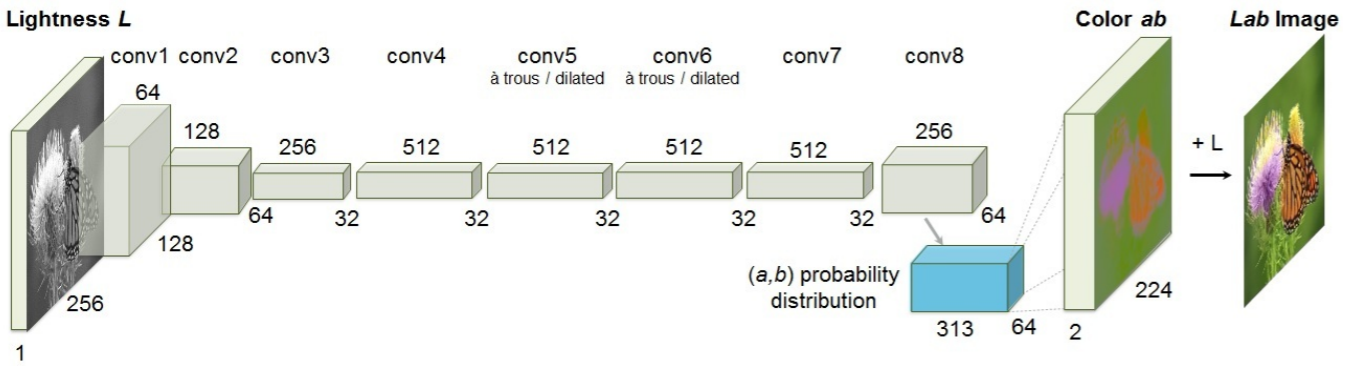 Lightness L
Color ab
Lab Image
conv1 conv2 conv3 conv4 conv5 conv6 conv7 conv8
à trous / dilated à trous / dilated
64
128
256 512 512 512 512 256
+ L
64 32 32 32 32 32 64
128
256
(a,b) probability
distribution
224
313 64 2
1